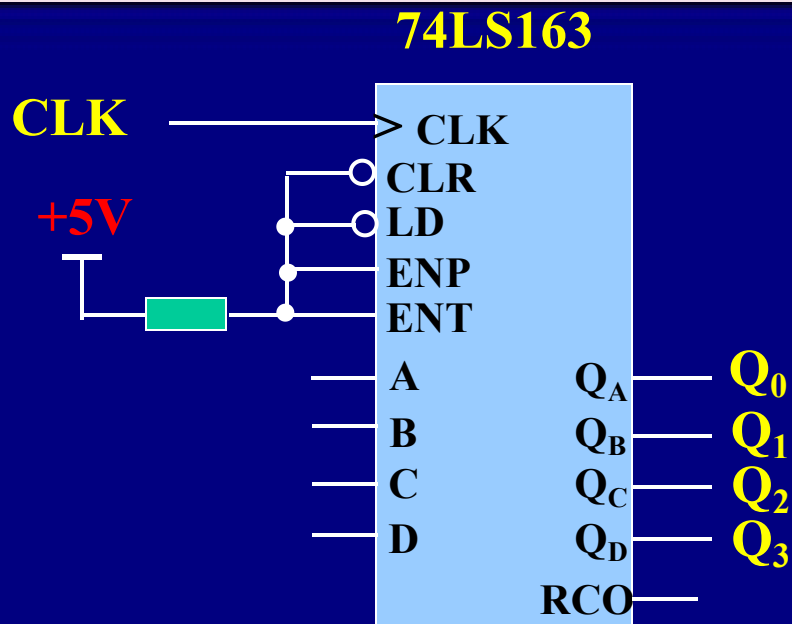 74LS163
CLK
CLK
CLR
+5V
LD
ENP
ENT
A
QA
Q0
B
QB
Q1
C
QC
Q2
D
QD
Q3
RCO